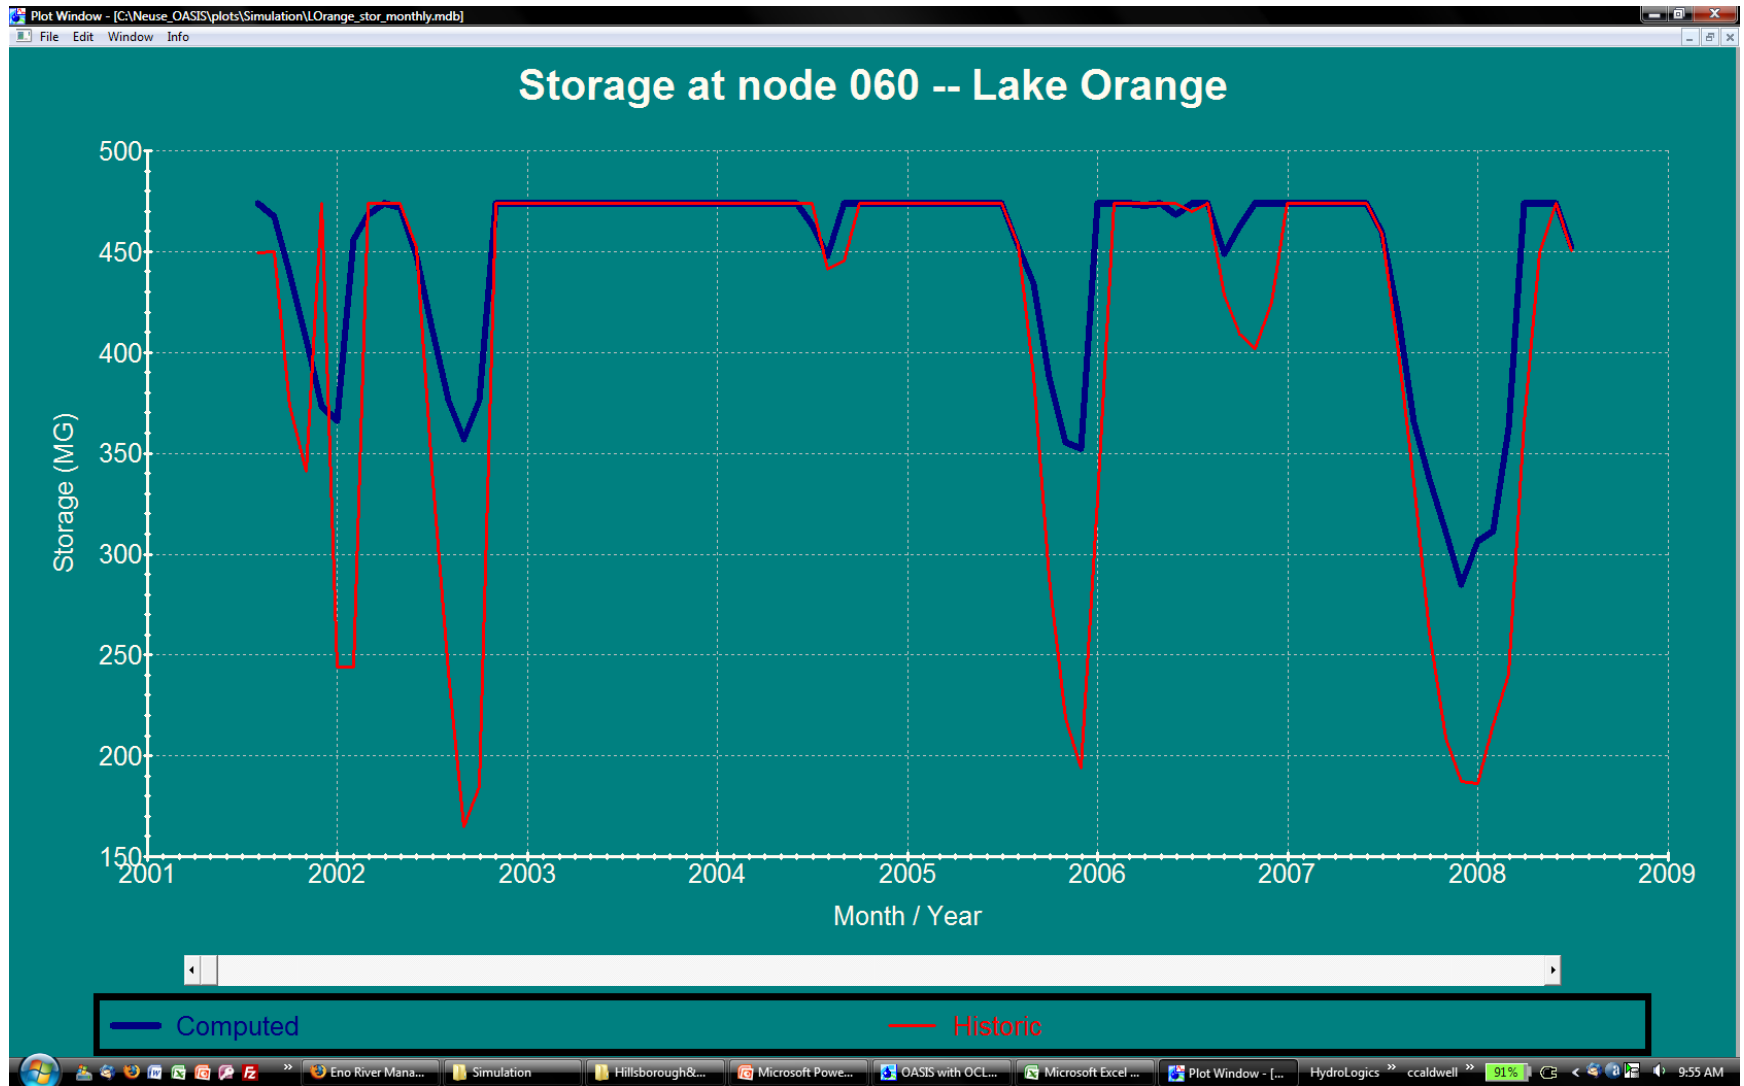 Plot Window - [C:\Neuse_OASIS\plots\Simulation\LOrange_stor_monthly.mdb]
File Edit Window Info
Storage at node 060 -- Lake Orange
500
450
400
350
300
250
200
150
Storage (MG)
2001 2002 2003 2004 2005 2006 2007 2008 2009
Month / Year
Computed Historic
» Eno River Mana... Simulation Hillsborough&... Microsoft Powe... OASIS with OCL... Microsoft Excel ... Plot Window - [... HydroLogics » ccaldwell » 91% 9:55 AM